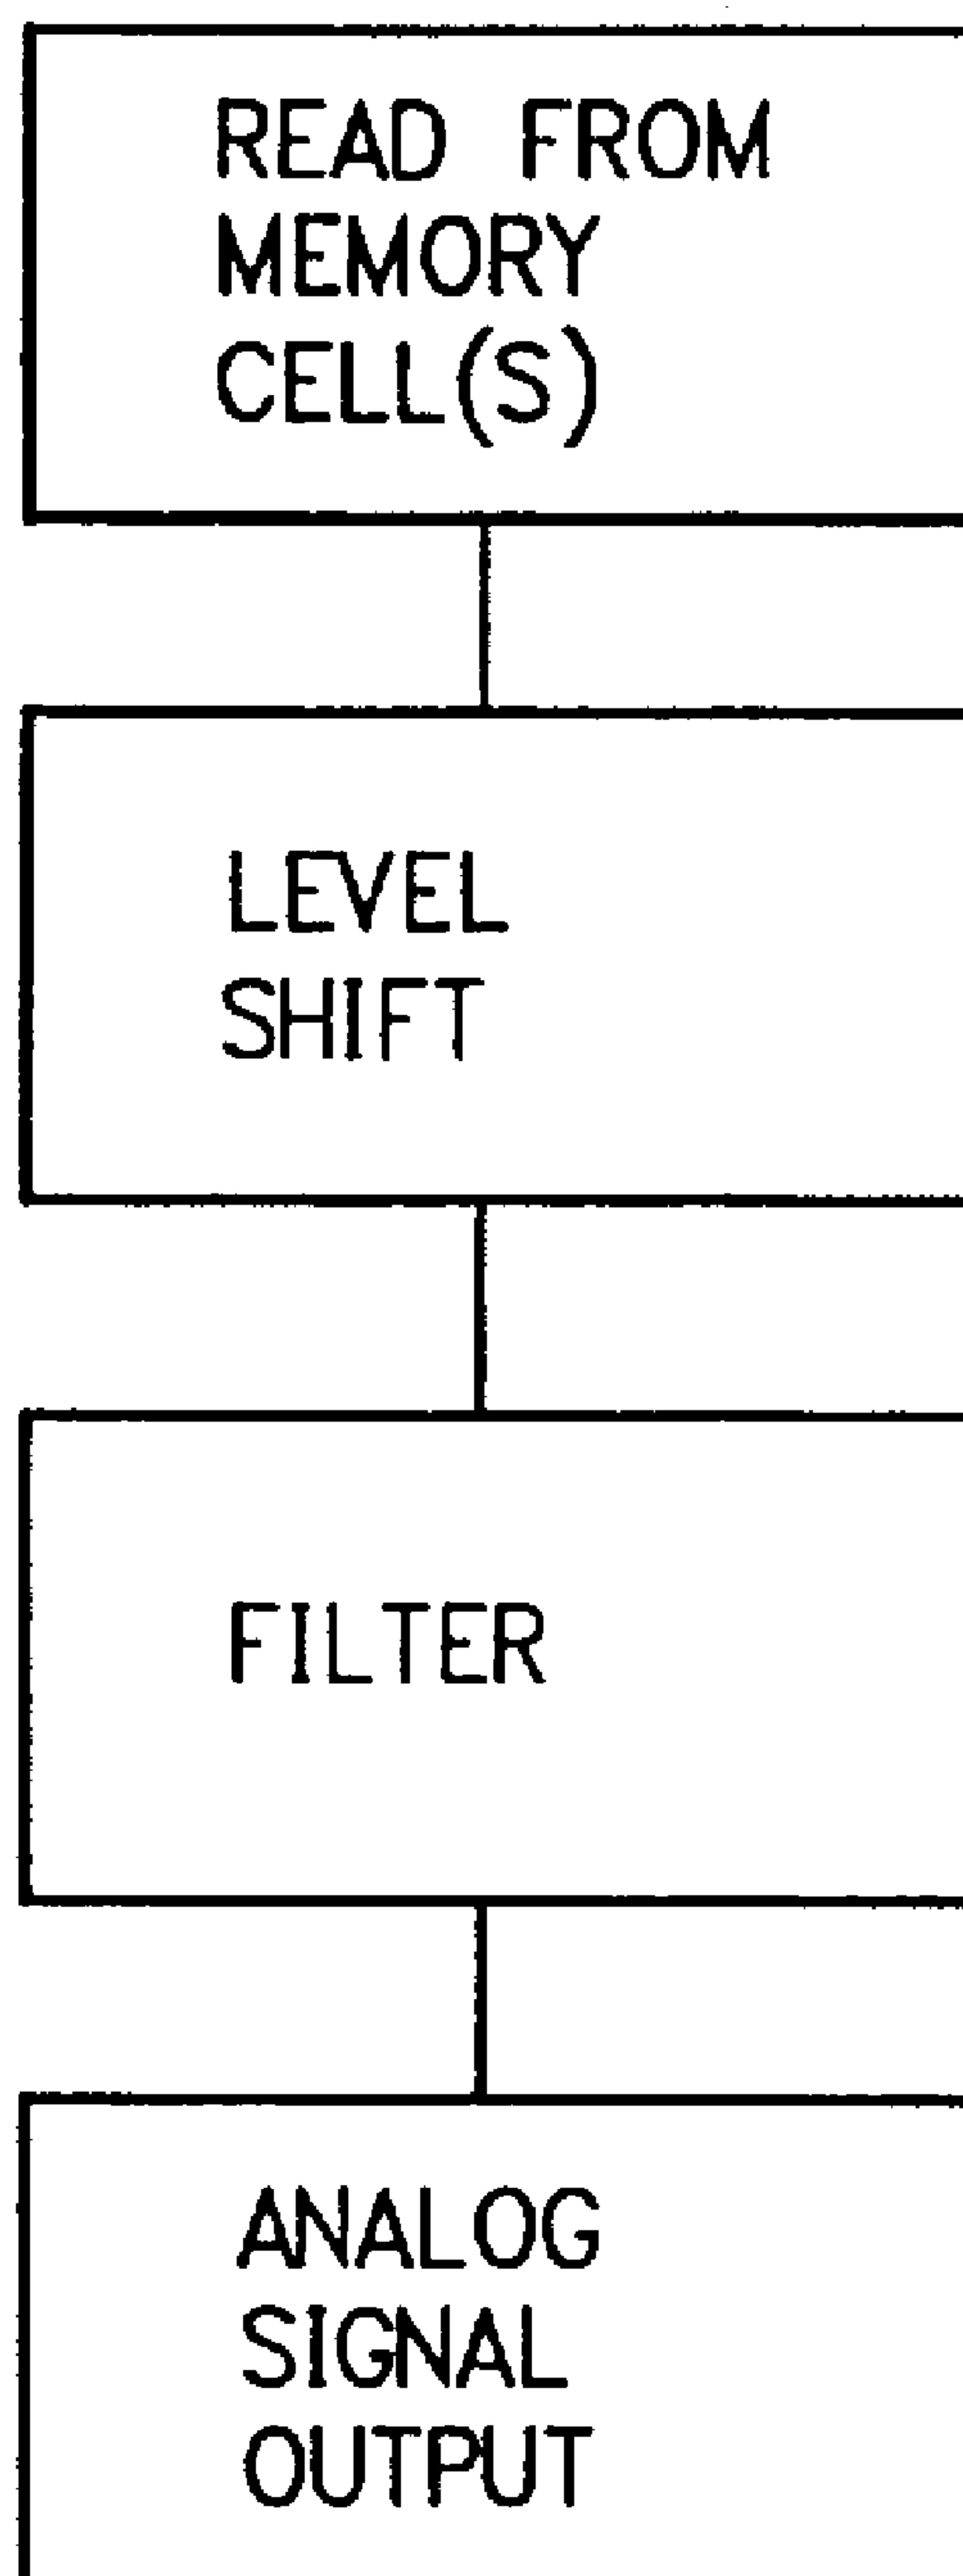 READ FROM
MEMORY
CELL(S)
LEVEL
SHIFT
FILTER
ANALOG
SIGNAL
OUTPUT